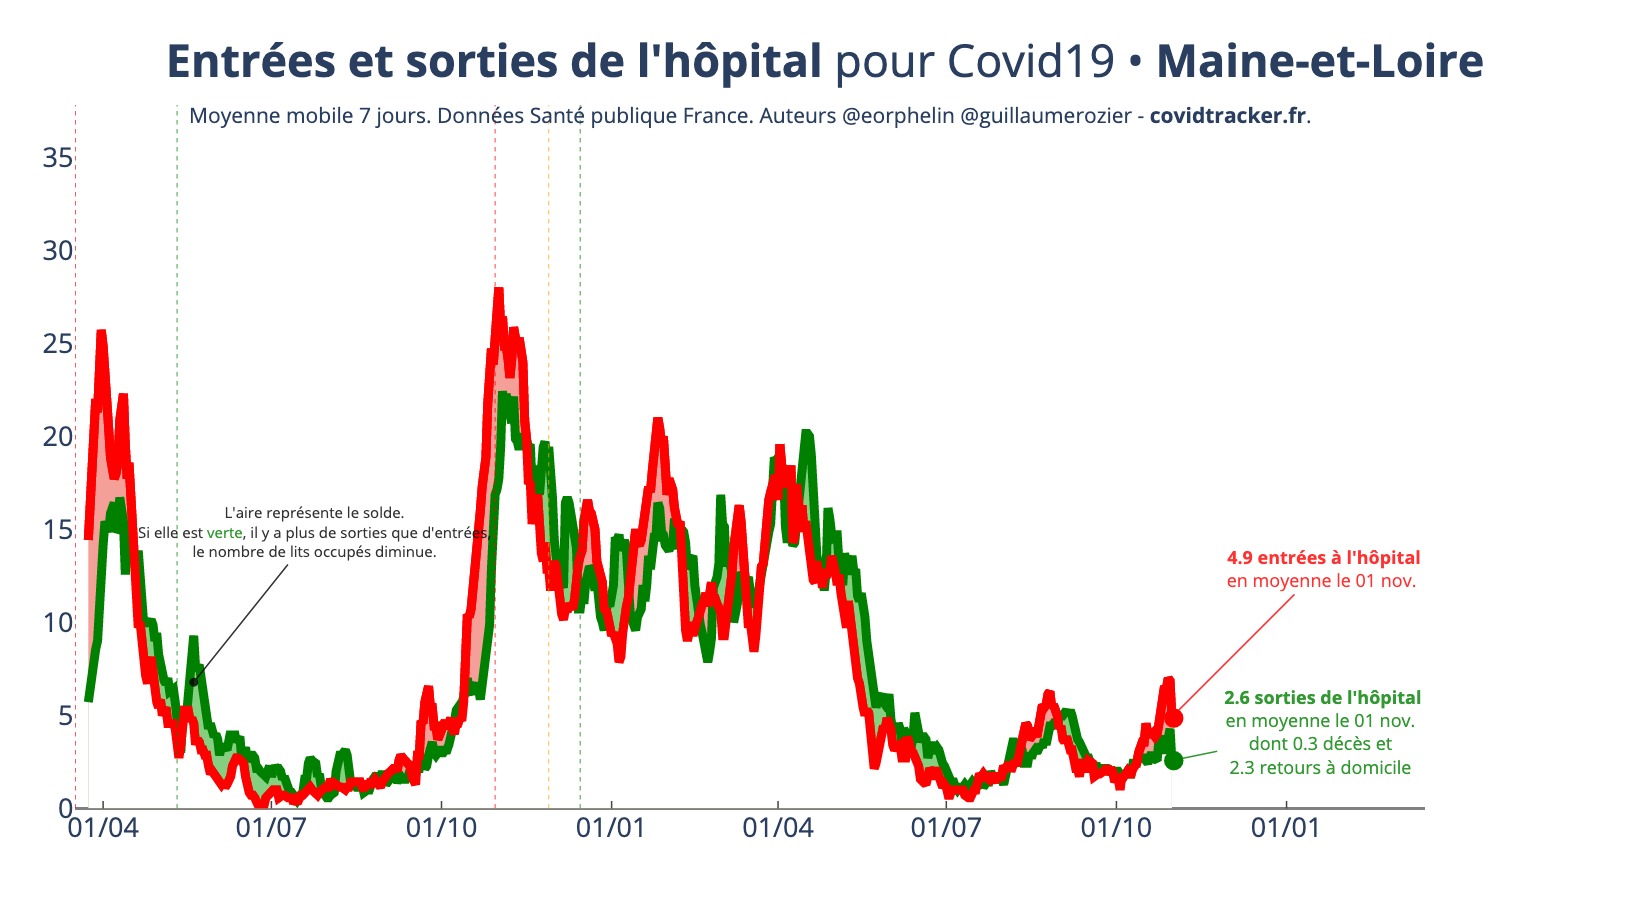 Entrées et sorties de l'hôpital pour Covid19 • Maine-et-Loire
Moyenne mobile 7 jours. Données Santé publique France. Auteurs @eorphelin @guillaumerozier - covidtracker.fr.
35
30
25
20
15
10
5
0
L'aire représente le solde.
Si elle est verte, il y a plus de sorties que d'entrées,
le nombre de lits occupés diminue.
4.9 entrées à l'hôpital
en moyenne le 01 nov.
2.6 sorties de l'hôpital
en moyenne le 01 nov.
dont 0.3 décès et
2.3 retours à domicile
01/04 01/07 01/10 01/01 01/04 01/07 01/10 01/01